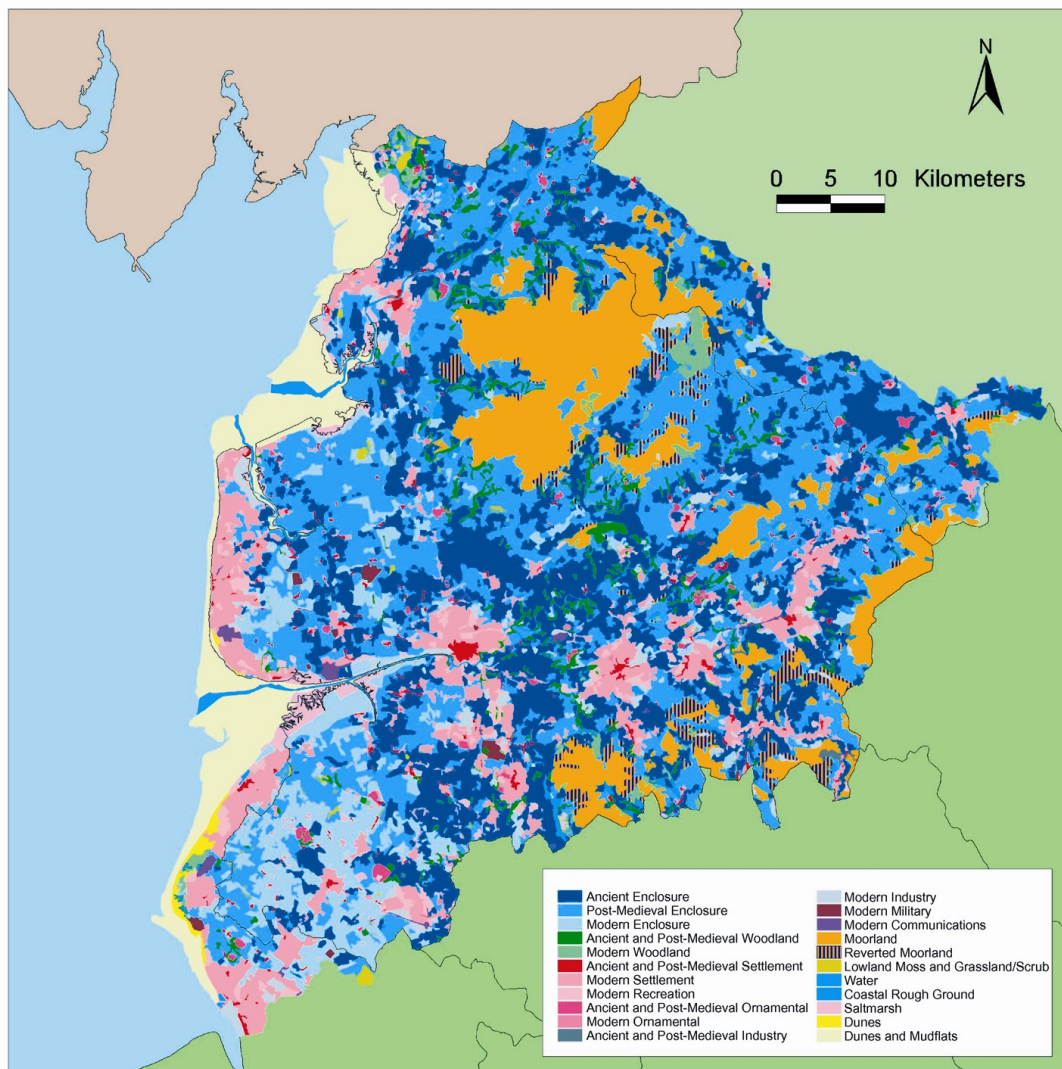 N
0 5 10 Kilometers
Ancient Enclosure
Post-Medieval Enclosure
Modern Enclosure
Ancient and Post-Medieval Woodland
Modern Woodland
Ancient and Post-Medieval Settlement
Modern Settlement
Modern Recreation
Ancient and Post-Medieval Ornamental
Modern Ornamental
Ancient and Post-Medieval Industry
Modern Industry
Modern Military
Modern Communications
Moorland
Reverted Moorland
Lowland Moss and Grassland/Scrub
Water
Coastal Rough Ground
Saltmarsh
Dunes
Dunes and Mudflats